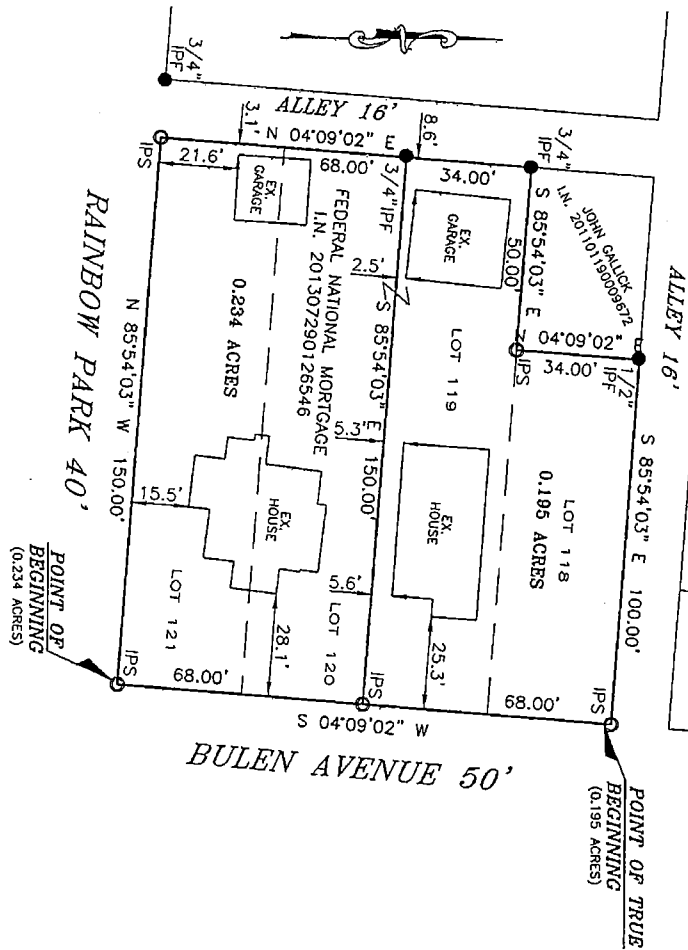 ALLEY 16'
3/4"
IPF
3/4"
IPF
ALLEY 16'
3.1'
8.6'
N 04°09'02" E
68.00'
34.00'
3/4"IPF
IPS
21.6'
EX.
GARAGE
EX.
GARAGE
JOHN GALLICK
I.N. 201101190009672
S 85°54'03" E
50.00'
N 04°09'02" E
34.00'
IPS
1/2"
IPF
S 85°54'03" E 100.00'
FEDERAL NATIONAL MORTGAGE
I.N. 201307290126546
2.5'
S 85°54'03" E 150.00'
LOT 119
0.234 ACRES
RAINBOW PARK 40'
N 85°54'03" W 150.00'
5.3'
EX.
HOUSE
EX.
HOUSE
LOT 118
0.195 ACRES
15.5'
5.6'
LOT 121
LOT 120
28.1'
25.3'
IPS
68.00'
IPS
68.00'
IPS
S 04°09'02" W
BULEN AVENUE 50'
POINT OF
BEGINNING
(0.234 ACRES)
POINT OF TRUE
BEGINNING
(0.195 ACRES)